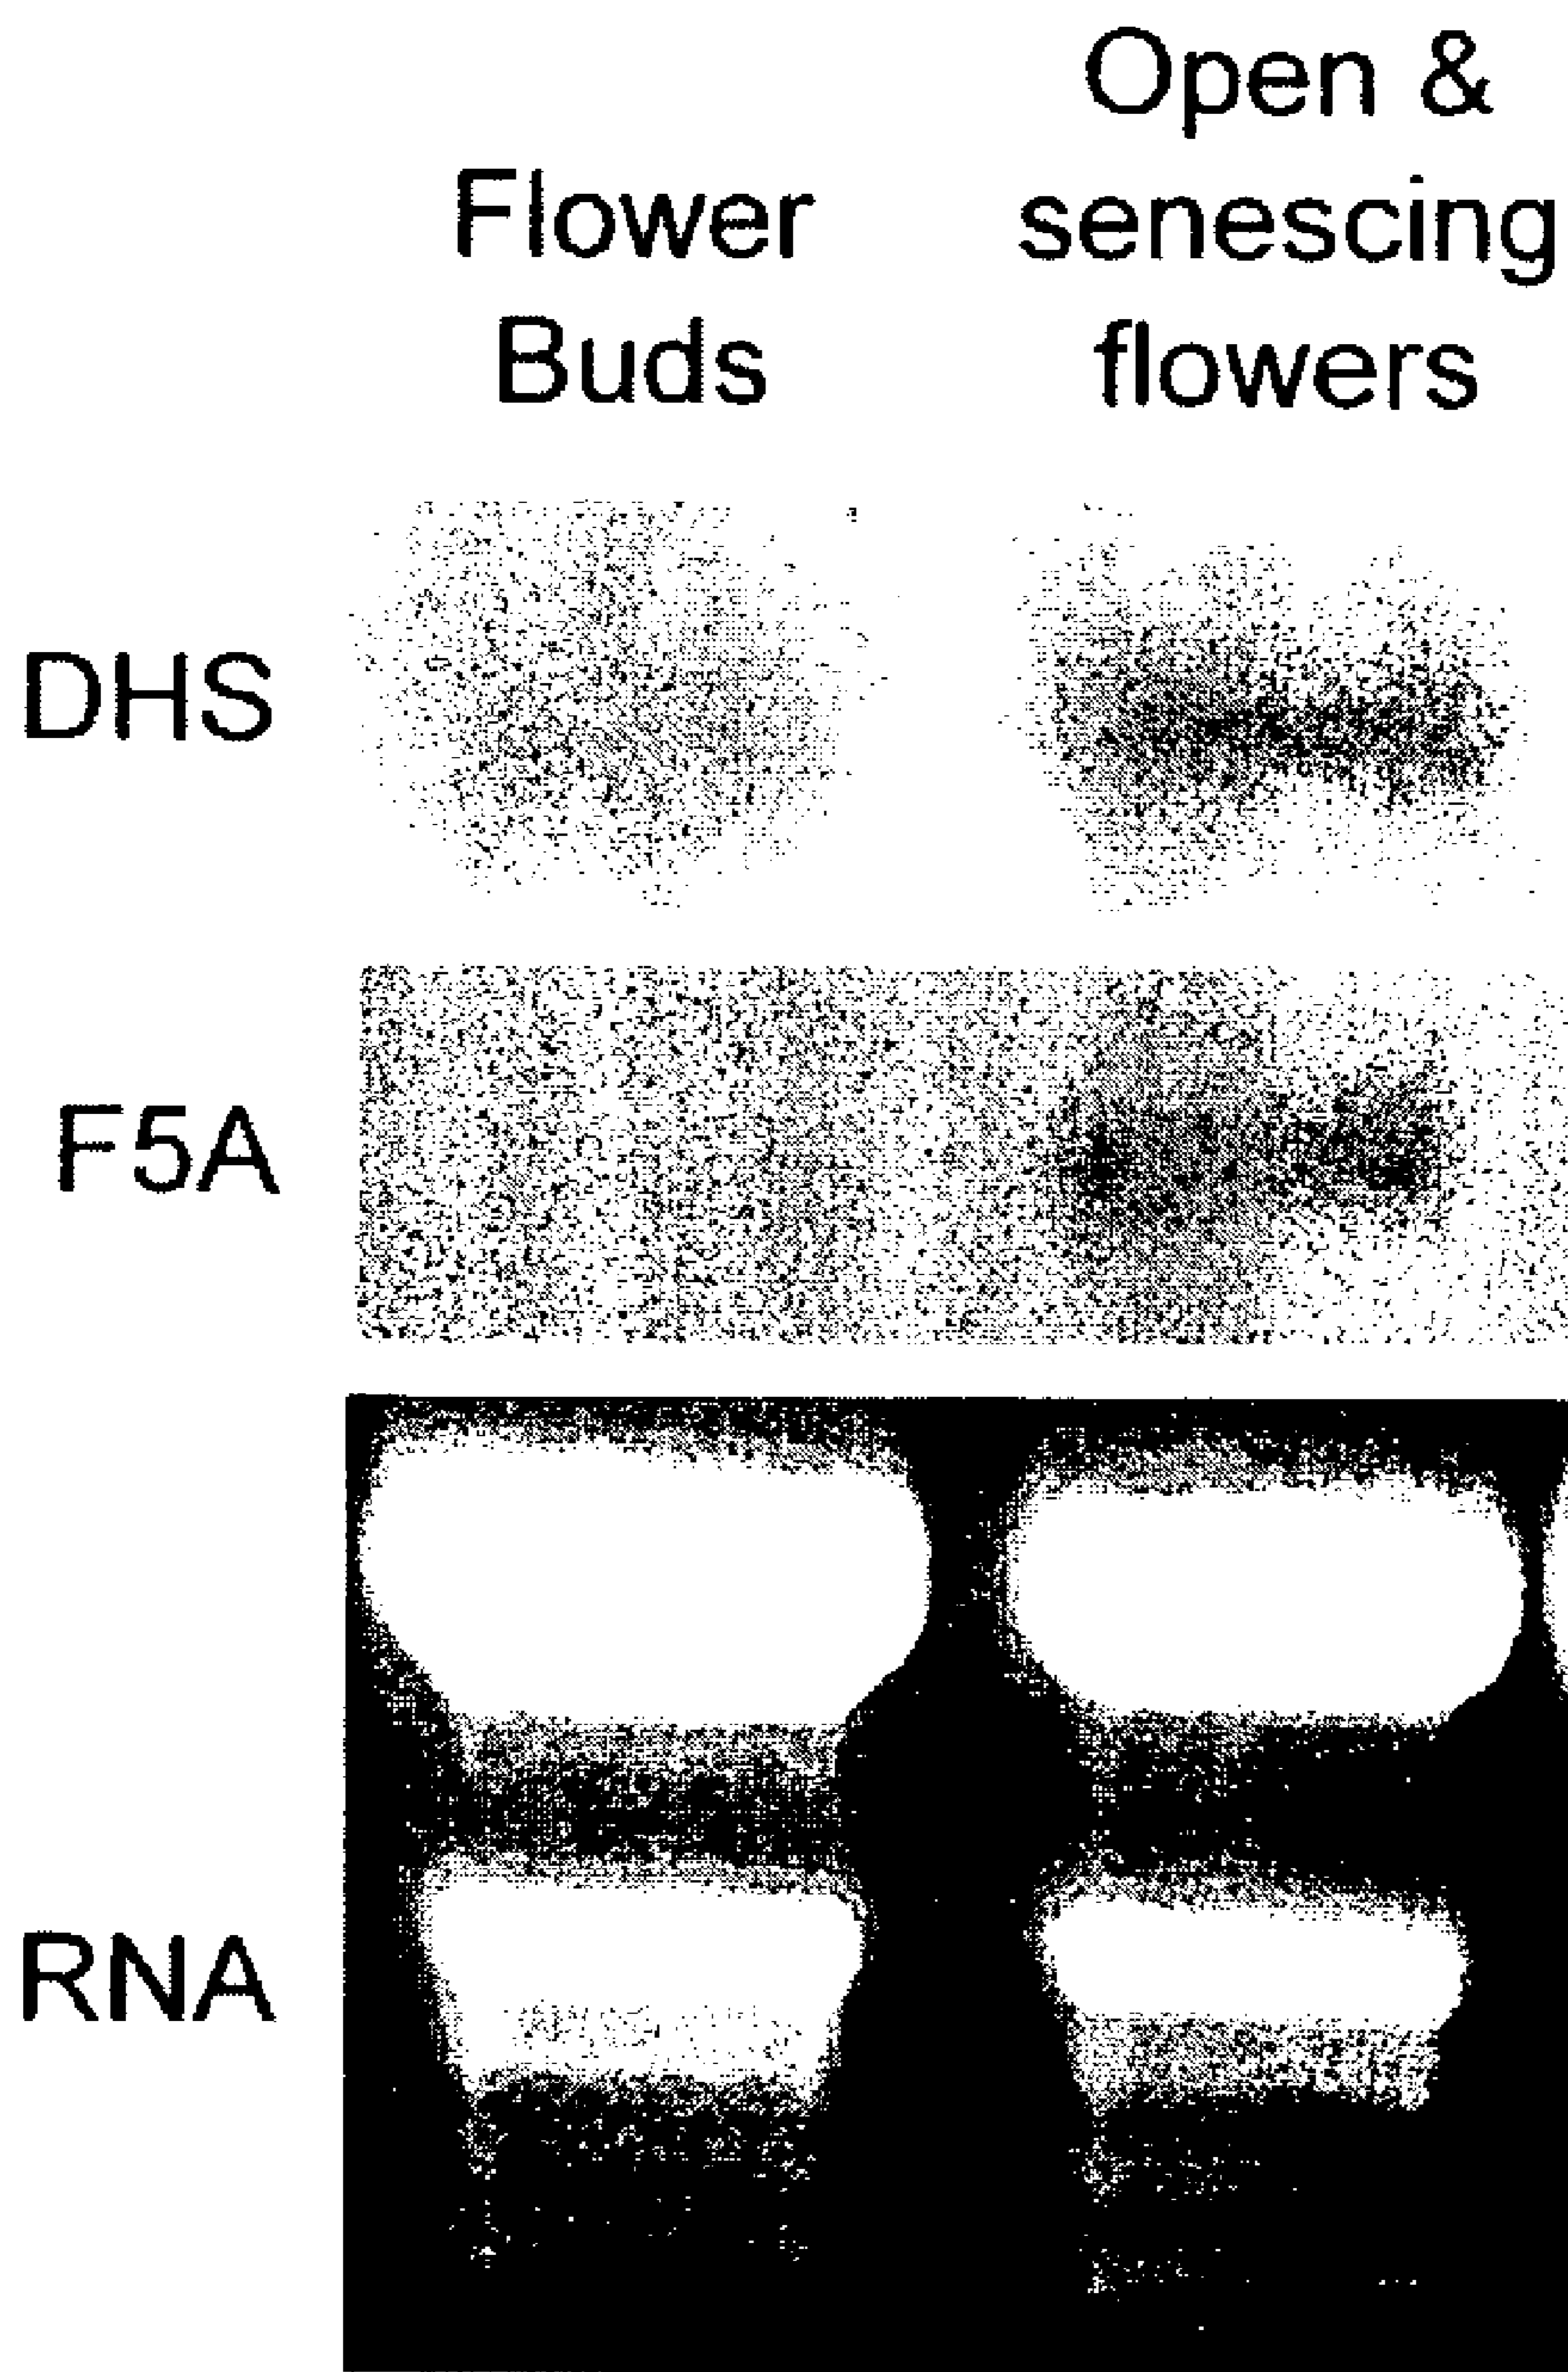 Flower
Buds
Open &
senescing
flowers
DHS
F5A
RNA